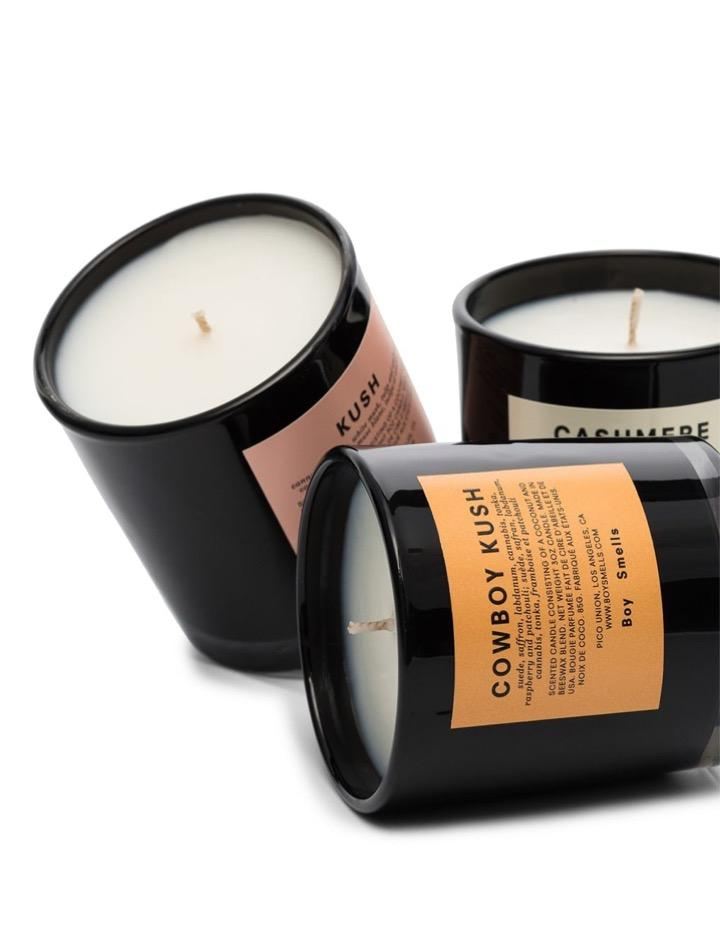 KUSH
CASHMERE
COWBOY KUSH
suede, saffron, labdanum, cannabis, tonka,
raspberry and patchouli; suède, safran, patchouli
cannabis, tonka, framboise et patchouli
SCENTED CANDLE CONSISTING OF A COCONUT AND
BEESWAX BLEND. NET WEIGHT 3OZ CANDLE. MADE IN
USA. BOUGIE PARFUMÉE FAIT DE CIRE D'ABEILLE ET DE
NOIX DE COCO. 85G. FABRIQUÉ AUX ÉTATS-UNIS.
PICO UNION, LOS ANGELES, CA
WWW.BOYSMELLS.COM
Boy Smells